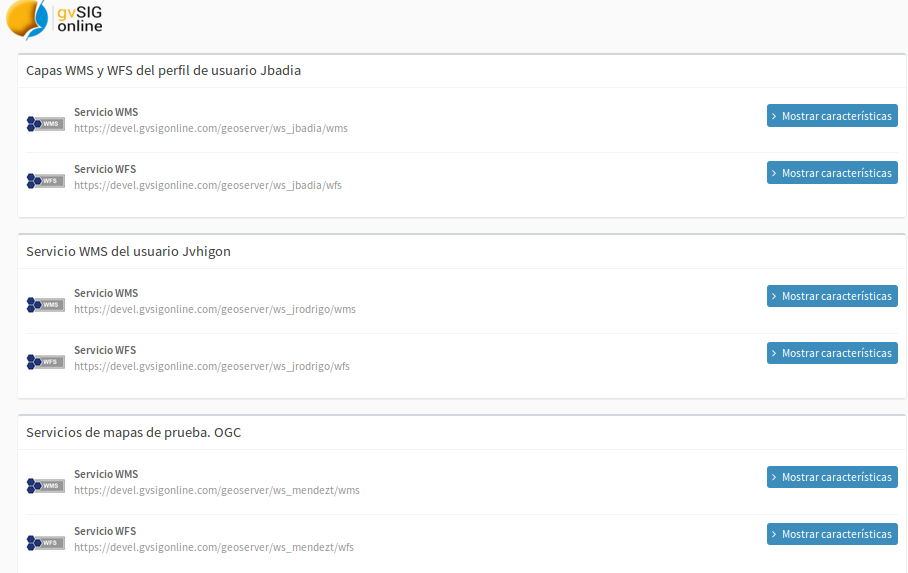 gvSIG
online
Capas WMS y WFS del perfil de usuario Jbadia
WMS
Servicio WMS
https://devel.gvsigonline.com/geoserver/ws_jbadia/wms
Mostrar características
WFS
Servicio WFS
https://devel.gvsigonline.com/geoserver/ws_jbadia/wfs
Mostrar características
Servicio WMS del usuario Jvhigon
WMS
Servicio WMS
https://devel.gvsigonline.com/geoserver/ws_jrodrigo/wms
Mostrar características
WFS
Servicio WFS
https://devel.gvsigonline.com/geoserver/ws_jrodrigo/wfs
Mostrar características
Servicios de mapas de prueba. OGC
WMS
Servicio WMS
https://devel.gvsigonline.com/geoserver/ws_mendezt/wms
Mostrar características
WFS
Servicio WFS
https://devel.gvsigonline.com/geoserver/ws_mendezt/wfs
Mostrar características